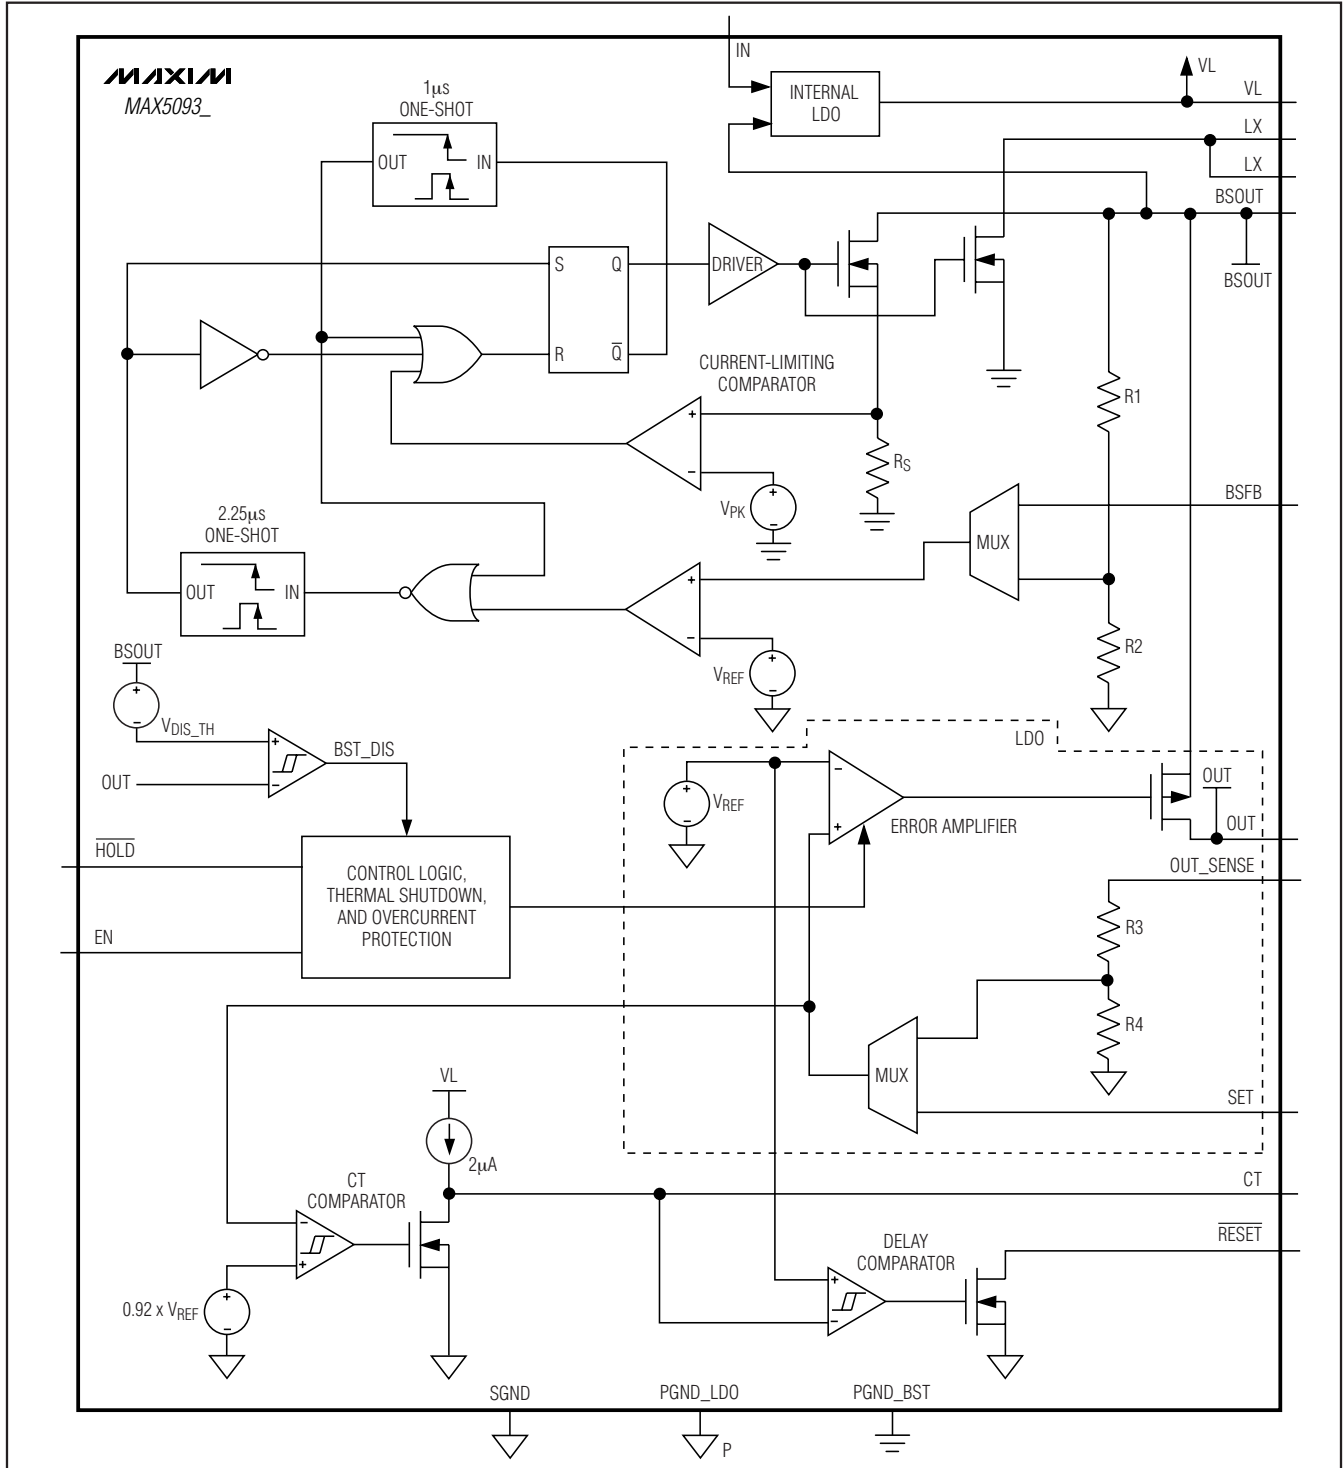 IN
MAXIM
MAX5093_
INTERNAL
LDO
VL
VL
1µs
ONE-SHOT
OUT
IN
LX
LX
BSOUT
BSOUT
S
Q
R
Q̅
DRIVER
CURRENT-LIMITING
COMPARATOR
+
−
RS
VPK
+
−
R1
BSFB
MUX
R2
2.25µs
ONE-SHOT
OUT
IN
+
−
VREF
+
−
BSOUT
+
−
VDIS_TH
OUT
+
−
BST_DIS
LDO
VREF
+
−
−
+
ERROR AMPLIFIER
OUT
OUT
OUT_SENSE
H̅O̅L̅D̅
EN
CONTROL LOGIC,
THERMAL SHUTDOWN,
AND OVERCURRENT
PROTECTION
R3
R4
MUX
SET
VL
2µA
CT
CT
COMPARATOR
−
+
0.92 x VREF
+
−
DELAY
COMPARATOR
+
−
R̅E̅S̅E̅T̅
SGND
PGND_LDO
P
PGND_BST